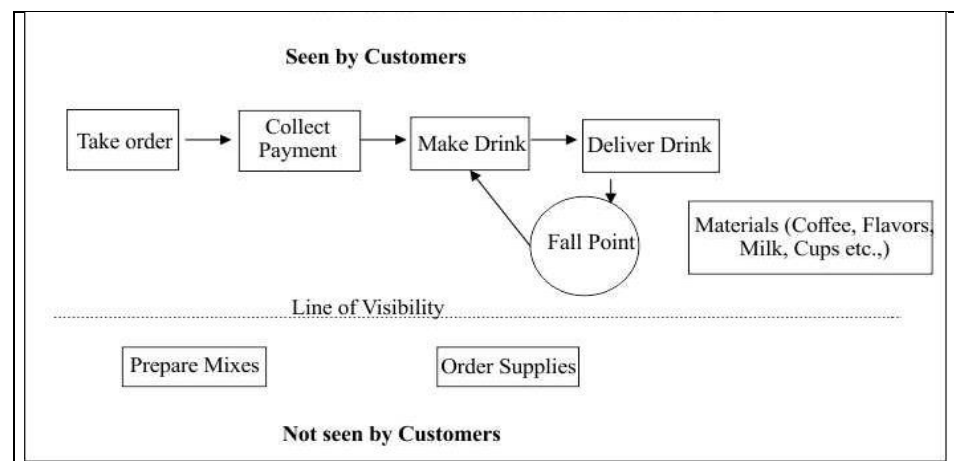 Seen by Customers
Take order
Collect
Payment
Make Drink
Deliver Drink
Fall Point
Materials (Coffee, Flavors,
Milk, Cups etc.,)
Line of Visibility
Prepare Mixes
Order Supplies
Not seen by Customers